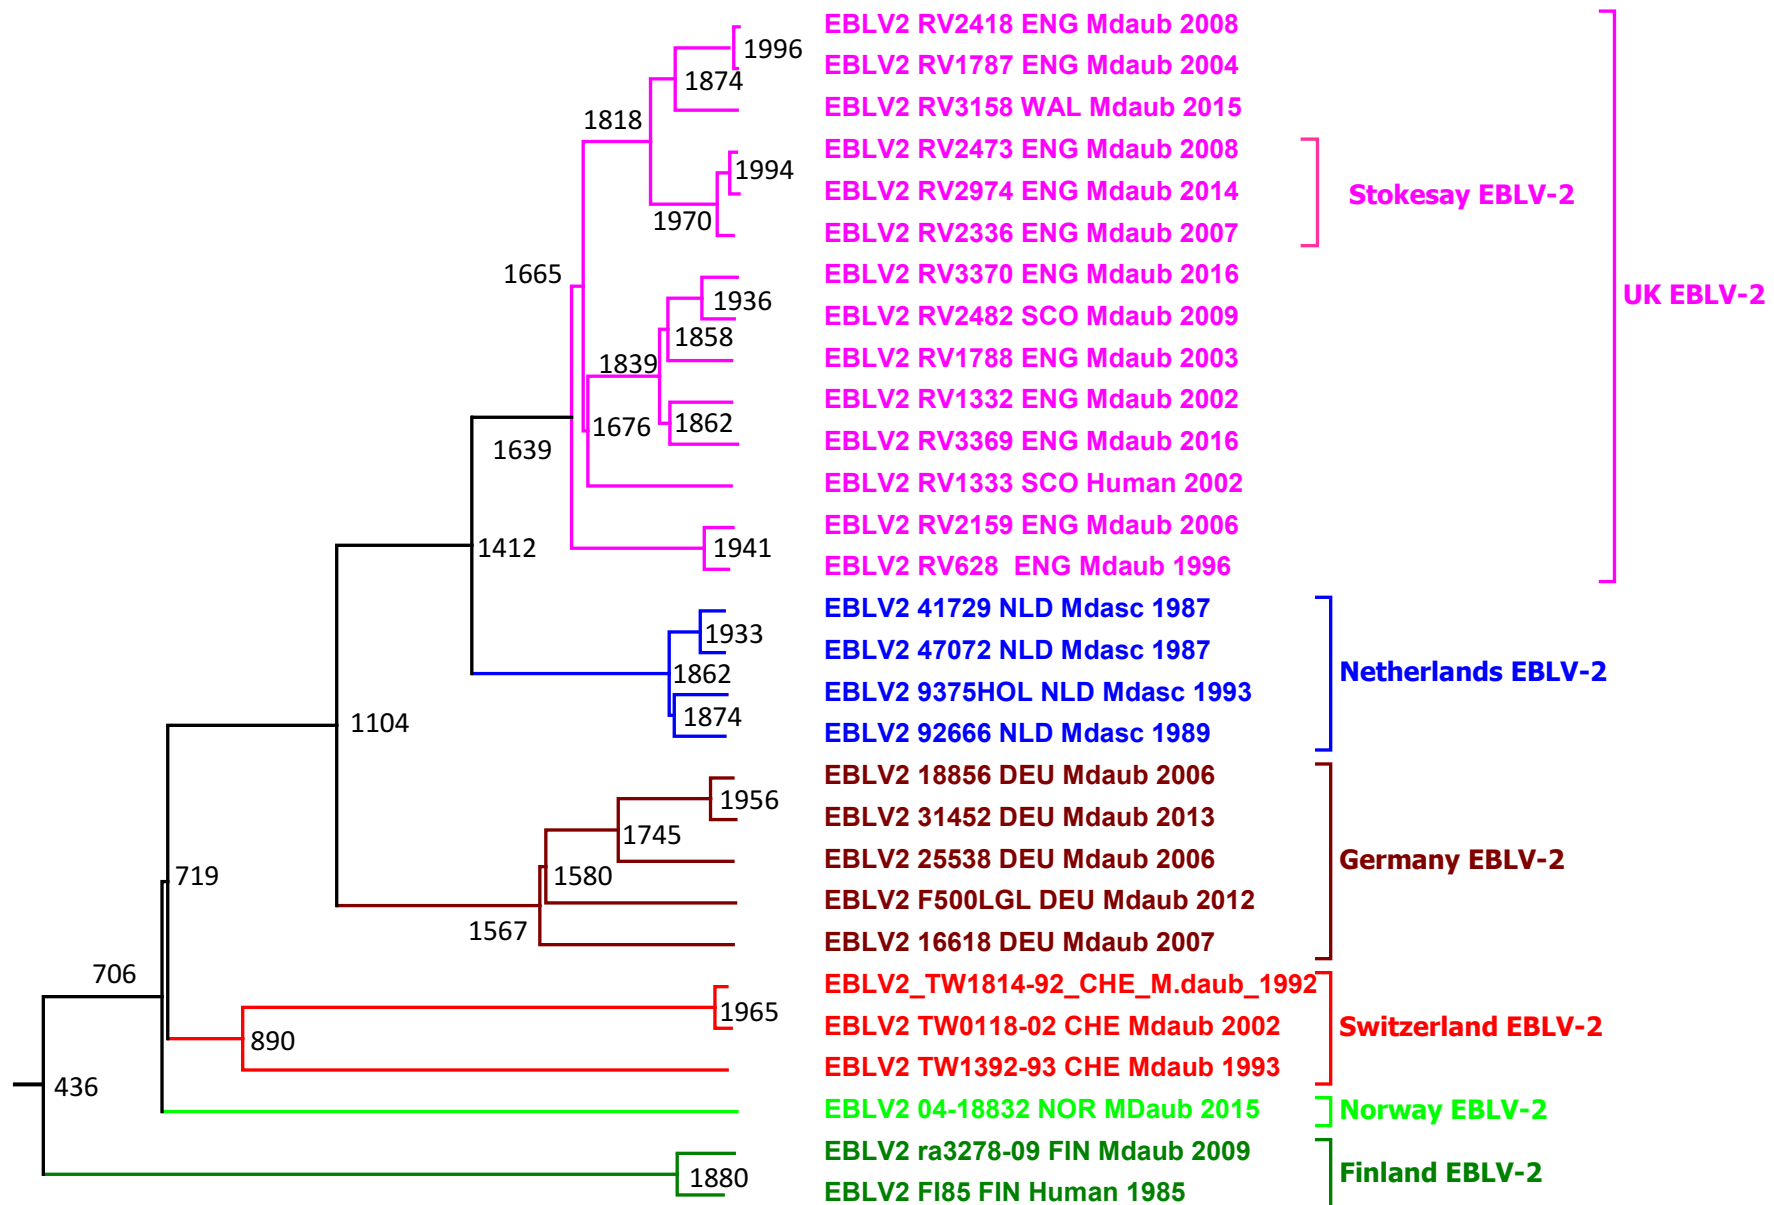 EBLV2 RV2418 ENG Mdaub 2008
1996
EBLV2 RV1787 ENG Mdaub 2004
1874
EBLV2 RV3158 WAL Mdaub 2015
1818
EBLV2 RV2473 ENG Mdaub 2008
1994
EBLV2 RV2974 ENG Mdaub 2014
Stokesay EBLV-2
1970
EBLV2 RV2336 ENG Mdaub 2007
1665
EBLV2 RV3370 ENG Mdaub 2016
1936
UK EBLV-2
EBLV2 RV2482 SCO Mdaub 2009
1858
EBLV2 RV1788 ENG Mdaub 2003
1839
EBLV2 RV1332 ENG Mdaub 2002
1862
1676
EBLV2 RV3369 ENG Mdaub 2016
1639
EBLV2 RV1333 SCO Human 2002
EBLV2 RV2159 ENG Mdaub 2006
1412
1941
EBLV2 RV628  ENG Mdaub 1996
EBLV2 41729 NLD Mdasc 1987
1933
EBLV2 47072 NLD Mdasc 1987
1862
Netherlands EBLV-2
EBLV2 9375HOL NLD Mdasc 1993
1874
1104
EBLV2 92666 NLD Mdasc 1989
EBLV2 18856 DEU Mdaub 2006
1956
EBLV2 31452 DEU Mdaub 2013
1745
EBLV2 25538 DEU Mdaub 2006
Germany EBLV-2
719
1580
EBLV2 F500LGL DEU Mdaub 2012
1567
EBLV2 16618 DEU Mdaub 2007
706
EBLV2_TW1814-92_CHE_M.daub_1992
1965
EBLV2 TW0118-02 CHE Mdaub 2002
Switzerland EBLV-2
890
EBLV2 TW1392-93 CHE Mdaub 1993
436
EBLV2 04-18832 NOR MDaub 2015
Norway EBLV-2
EBLV2 ra3278-09 FIN Mdaub 2009
1880
Finland EBLV-2
EBLV2 FI85 FIN Human 1985